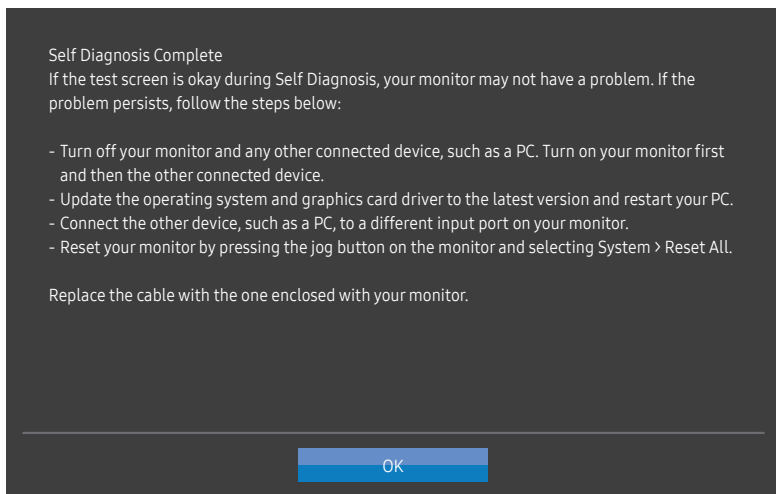 Self Diagnosis Complete
If the test screen is okay during Self Diagnosis, your monitor may not have a problem. If the
problem persists, follow the steps below:
- Turn off your monitor and any other connected device, such as a PC. Turn on your monitor first
and then the other connected device.
- Update the operating system and graphics card driver to the latest version and restart your PC.
- Connect the other device, such as a PC, to a different input port on your monitor.
- Reset your monitor by pressing the jog button on the monitor and selecting System > Reset All.
Replace the cable with the one enclosed with your monitor.
OK